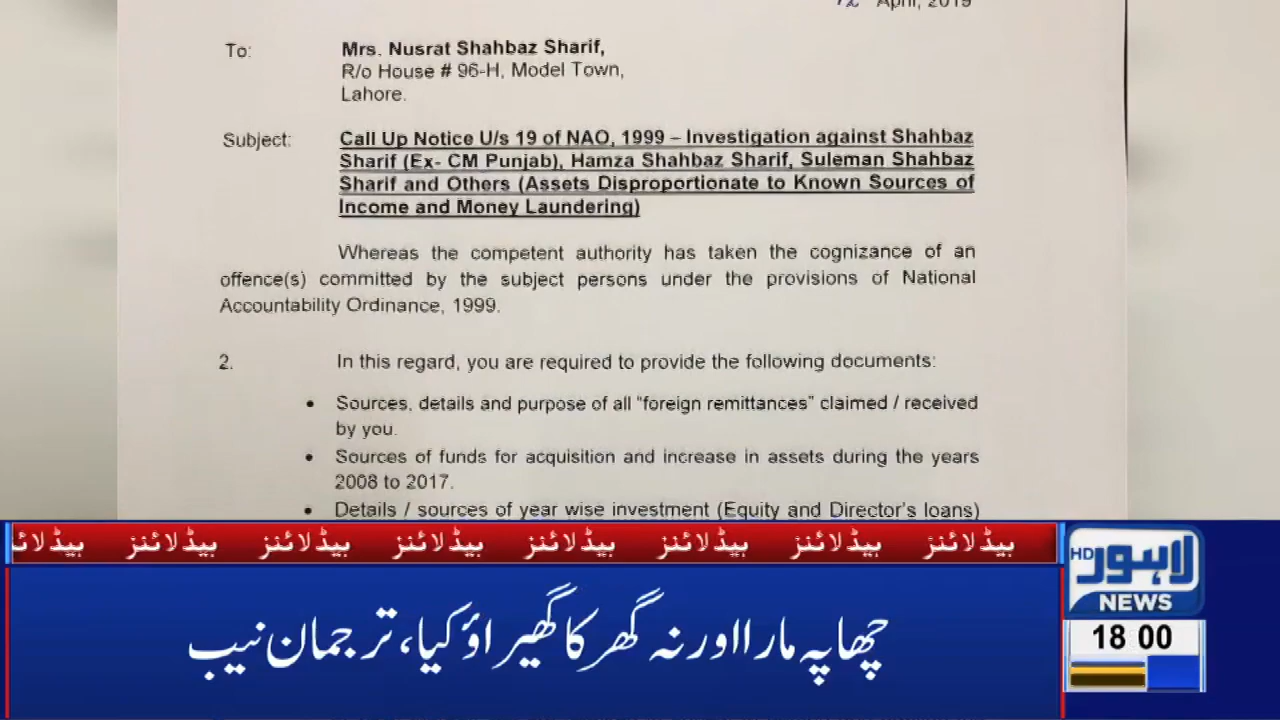 April, 2019
To: Mrs. Nusrat Shahbaz Sharif,
R/o House # 96-H, Model Town,
Lahore.
Subject: Call Up Notice U/s 19 of NAO, 1999 – Investigation against Shahbaz
Sharif (Ex- CM Punjab), Hamza Shahbaz Sharif, Suleman Shahbaz
Sharif and Others (Assets Disproportionate to Known Sources of
Income and Money Laundering)
Whereas the competent authority has taken the cognizance of an
offence(s) committed by the subject persons under the provisions of National
Accountability Ordinance, 1999.
2. In this regard, you are required to provide the following documents:
• Sources, details and purpose of all “foreign remittances” claimed / received
by you.
• Sources of funds for acquisition and increase in assets during the years
2008 to 2017.
• Details / sources of year wise investment (Equity and Director's loans)
ہیڈلائنز ہیڈلائنز ہیڈلائنز ہیڈلائنز ہیڈلائنز ہیڈلائنز ہیڈلائنز ہیڈلائنز
چھاپہ مارا اور نہ گھر کا گھیراؤ کیا، ترجمان نیب
HD لاہور
NEWS
18 00